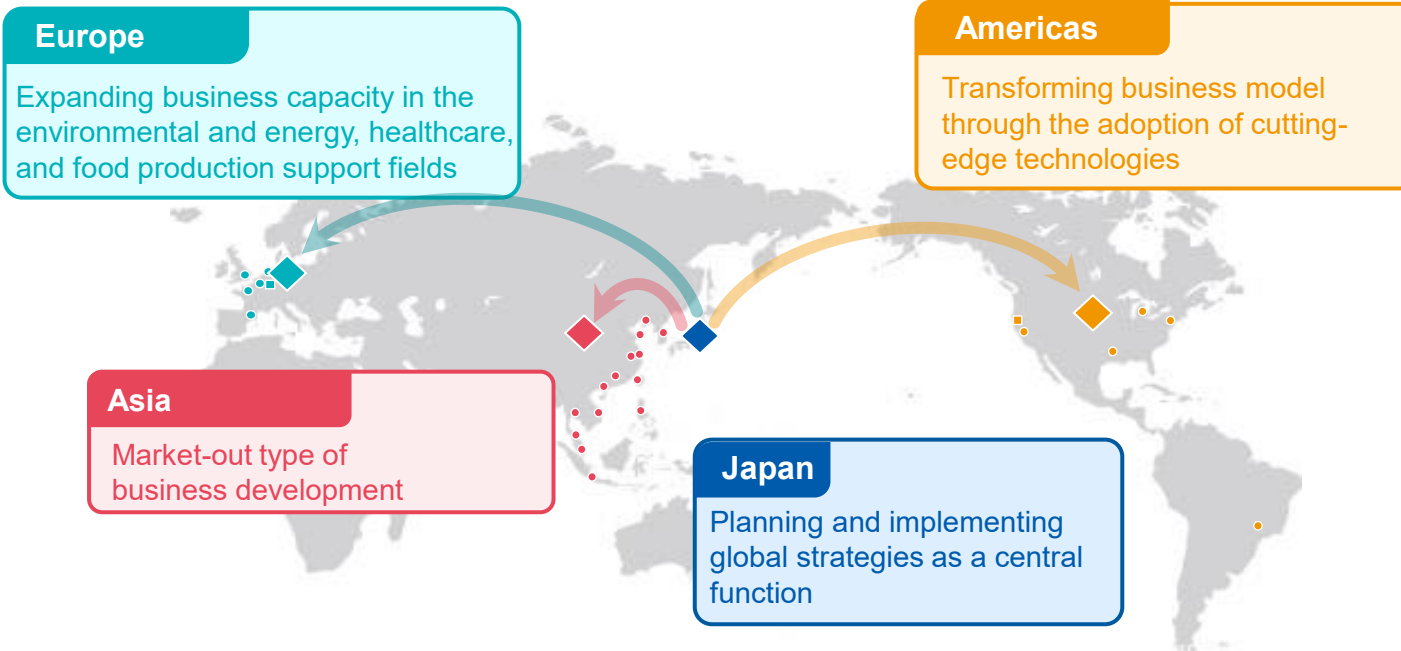 Europe
Expanding business capacity in the
environmental and energy, healthcare,
and food production support fields
Americas
Transforming business model
through the adoption of cutting-
edge technologies
Asia
Market-out type of
business development
Japan
Planning and implementing
global strategies as a central
function